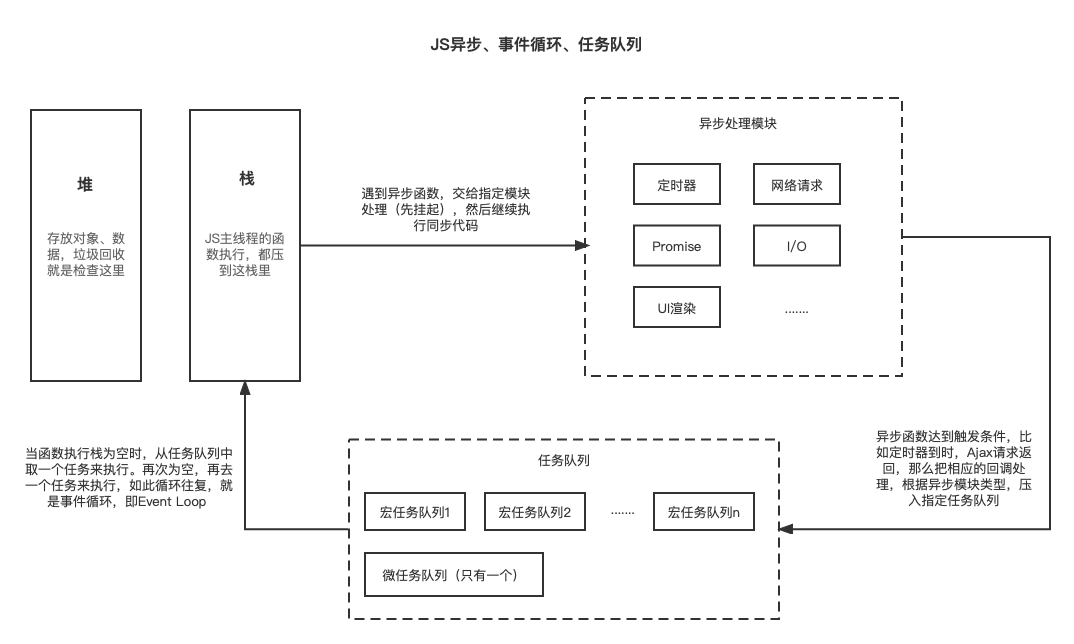 JS异步、事件循环、任务队列
堆
存放对象、数
据，垃圾回收
就是检查这里
栈
JS主线程的函
数执行，都压
到这栈里
遇到异步函数，交给指定模块
处理（先挂起），然后继续执
行同步代码
异步处理模块
定时器
网络请求
Promise
I/O
UI渲染
.......
当函数执行栈为空时，从任务队列中
取一个任务来执行。再次为空，再去
一个任务来执行，如此循环往复，就
是事件循环，即Event Loop
任务队列
宏任务队列1
宏任务队列2
.......
宏任务队列n
微任务队列（只有一个）
异步函数达到触发条件，比
如定时器到时，Ajax请求返
回，那么把相应的回调处
理，根据异步模块类型，压
入指定任务队列